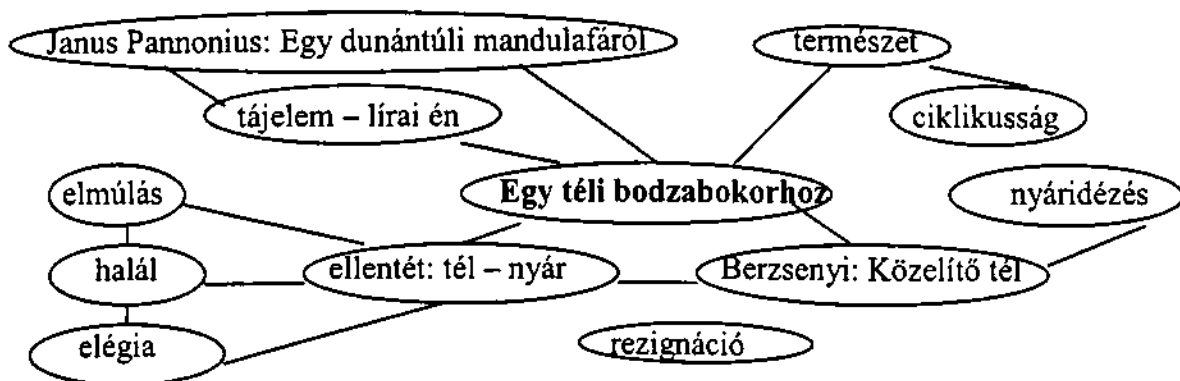 Janus Pannonius: Egy dunántúli mandulafáról
természet
tájelem – lírai én
ciklikusság
Egy téli bodzabokorhoz
elmúlás
nyáridézés
halál
ellentét: tél – nyár
Berzsenyi: Közelítő tél
elégia
rezignáció